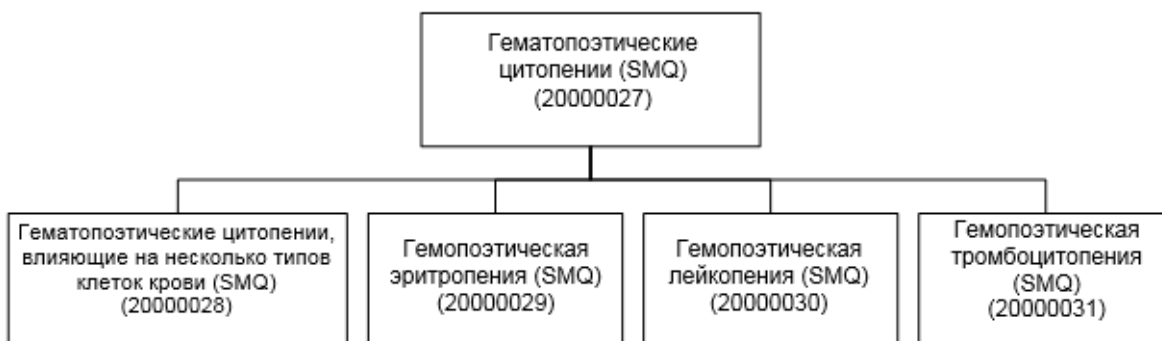 Гематопоэтические
цитопении (SMQ)
(20000027)
Гематопоэтические цитопении,
влияющие на несколько типов
клеток крови (SMQ)
(20000028)
Гемопоэтическая
эритропения (SMQ)
(20000029)
Гемопоэтическая
лейкопения (SMQ)
(20000030)
Гемопоэтическая
тромбоцитопения
(SMQ)
(20000031)